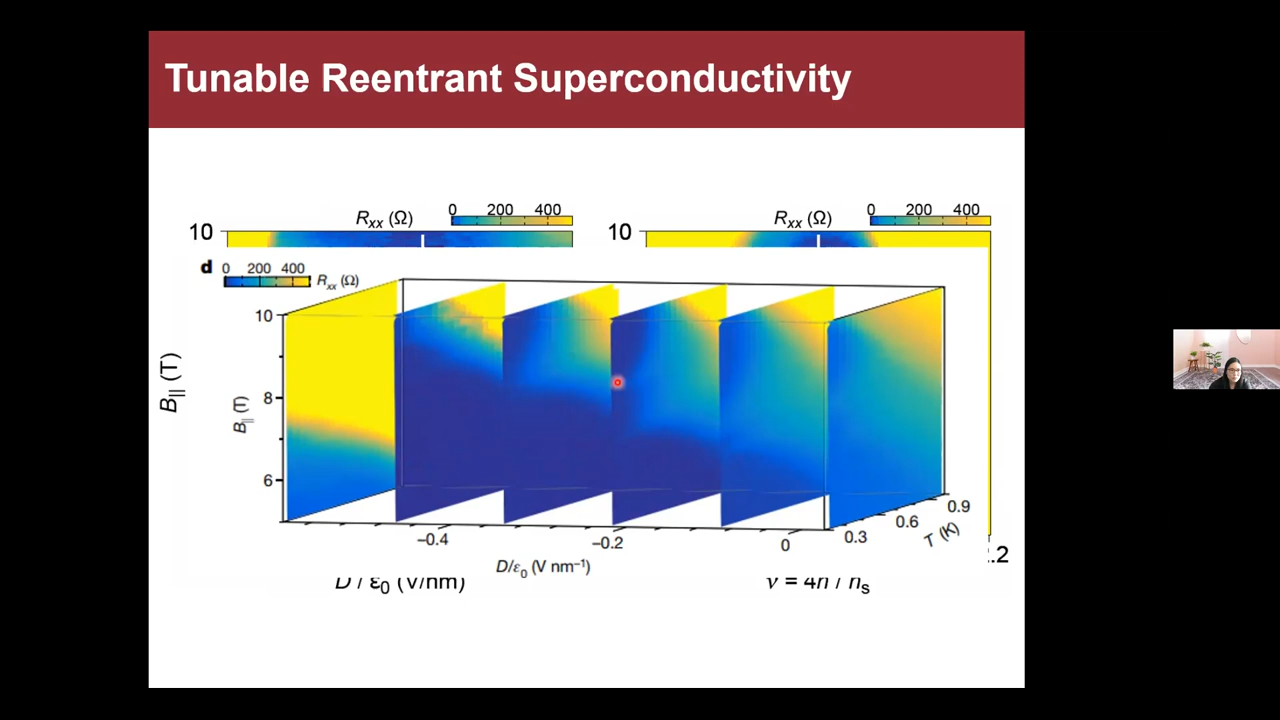 Tunable Reentrant Superconductivity
Rxx (Ω) 0 200 400
Rxx (Ω) 0 200 400
10
10
d 0 200 400 Rxx (Ω)
10
8
6
B|| (T)
B|| (T)
−0.4 −0.2 0
D/ε0 (V nm−1)
0.3 0.6 0.9
T (K)
.2
D / ε0 (V/nm)
ν = 4n / ns